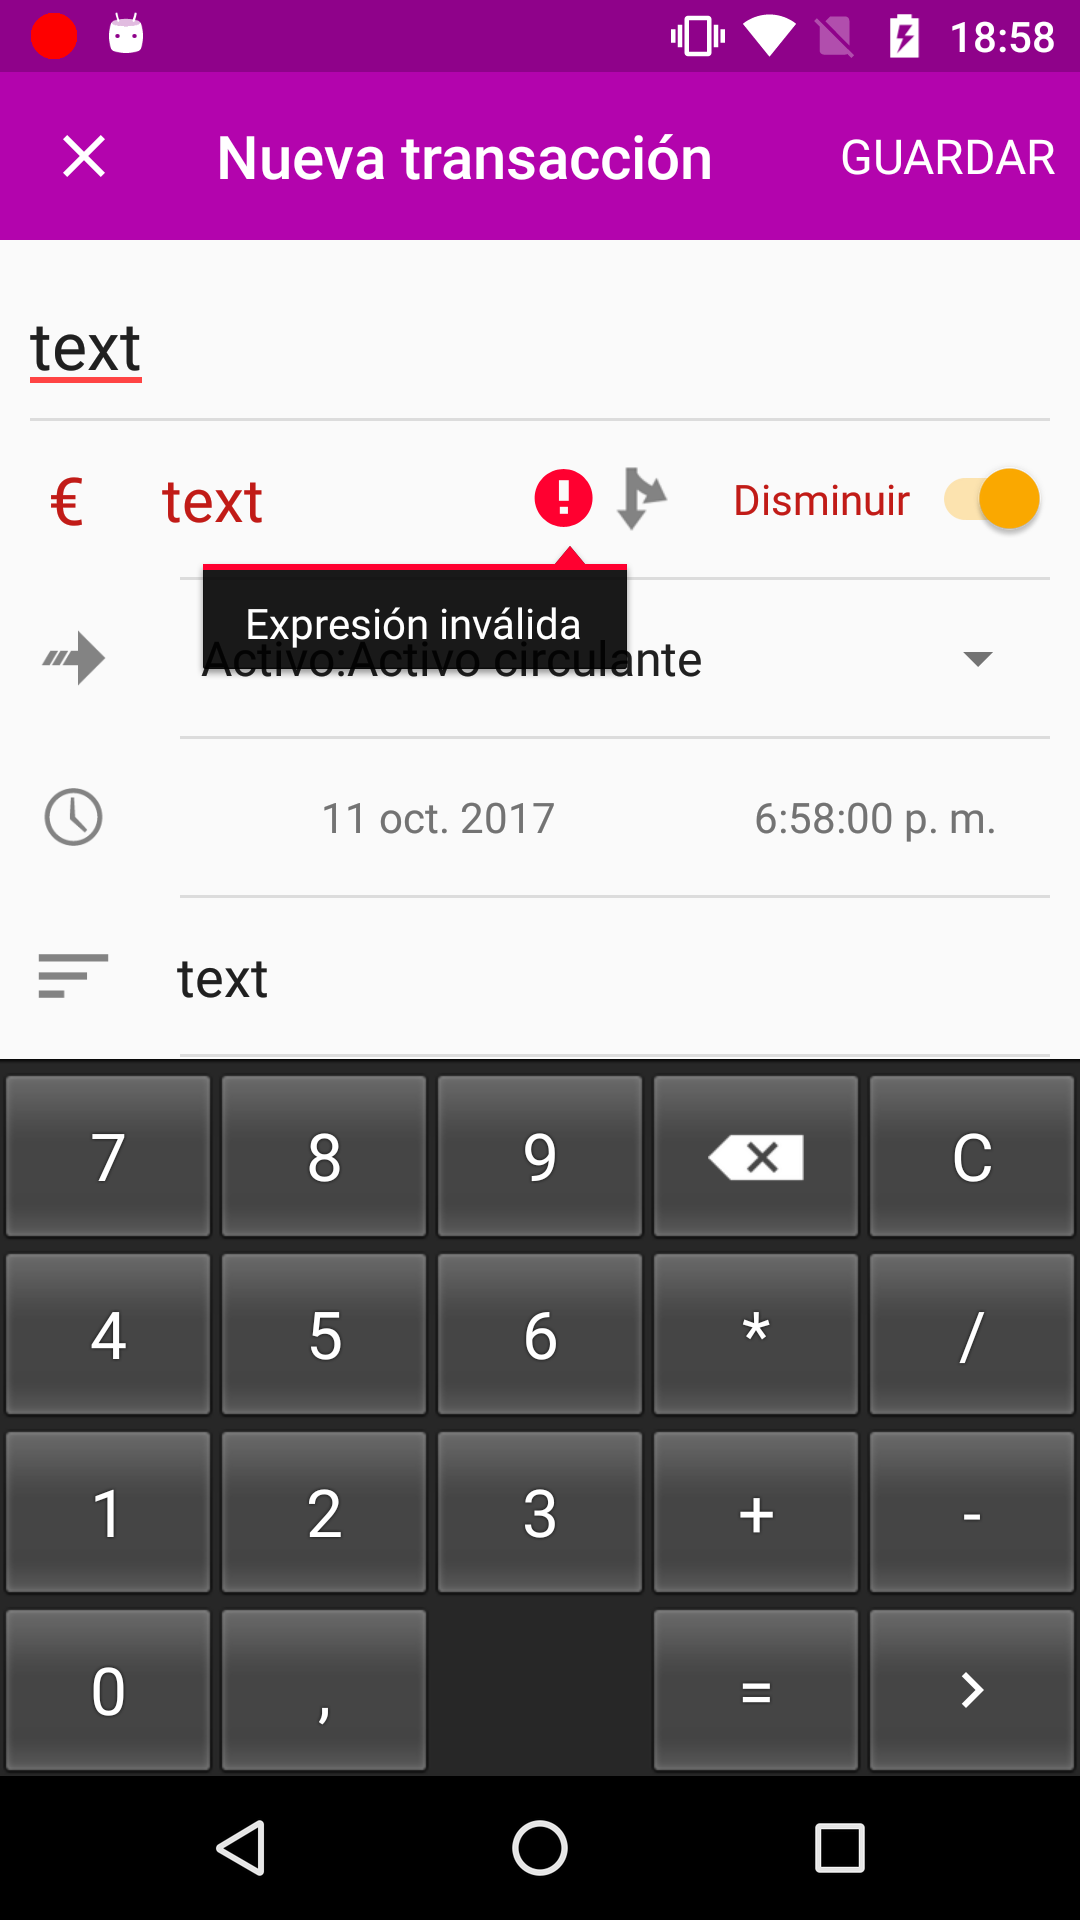 18:58
Nueva transacción GUARDAR
text
€ text Disminuir
Expresión inválida
Activo:Activo circulante
11 oct. 2017 6:58:00 p. m.
text
7 8 9 C
4 5 6 * /
1 2 3 + -
0 , = >